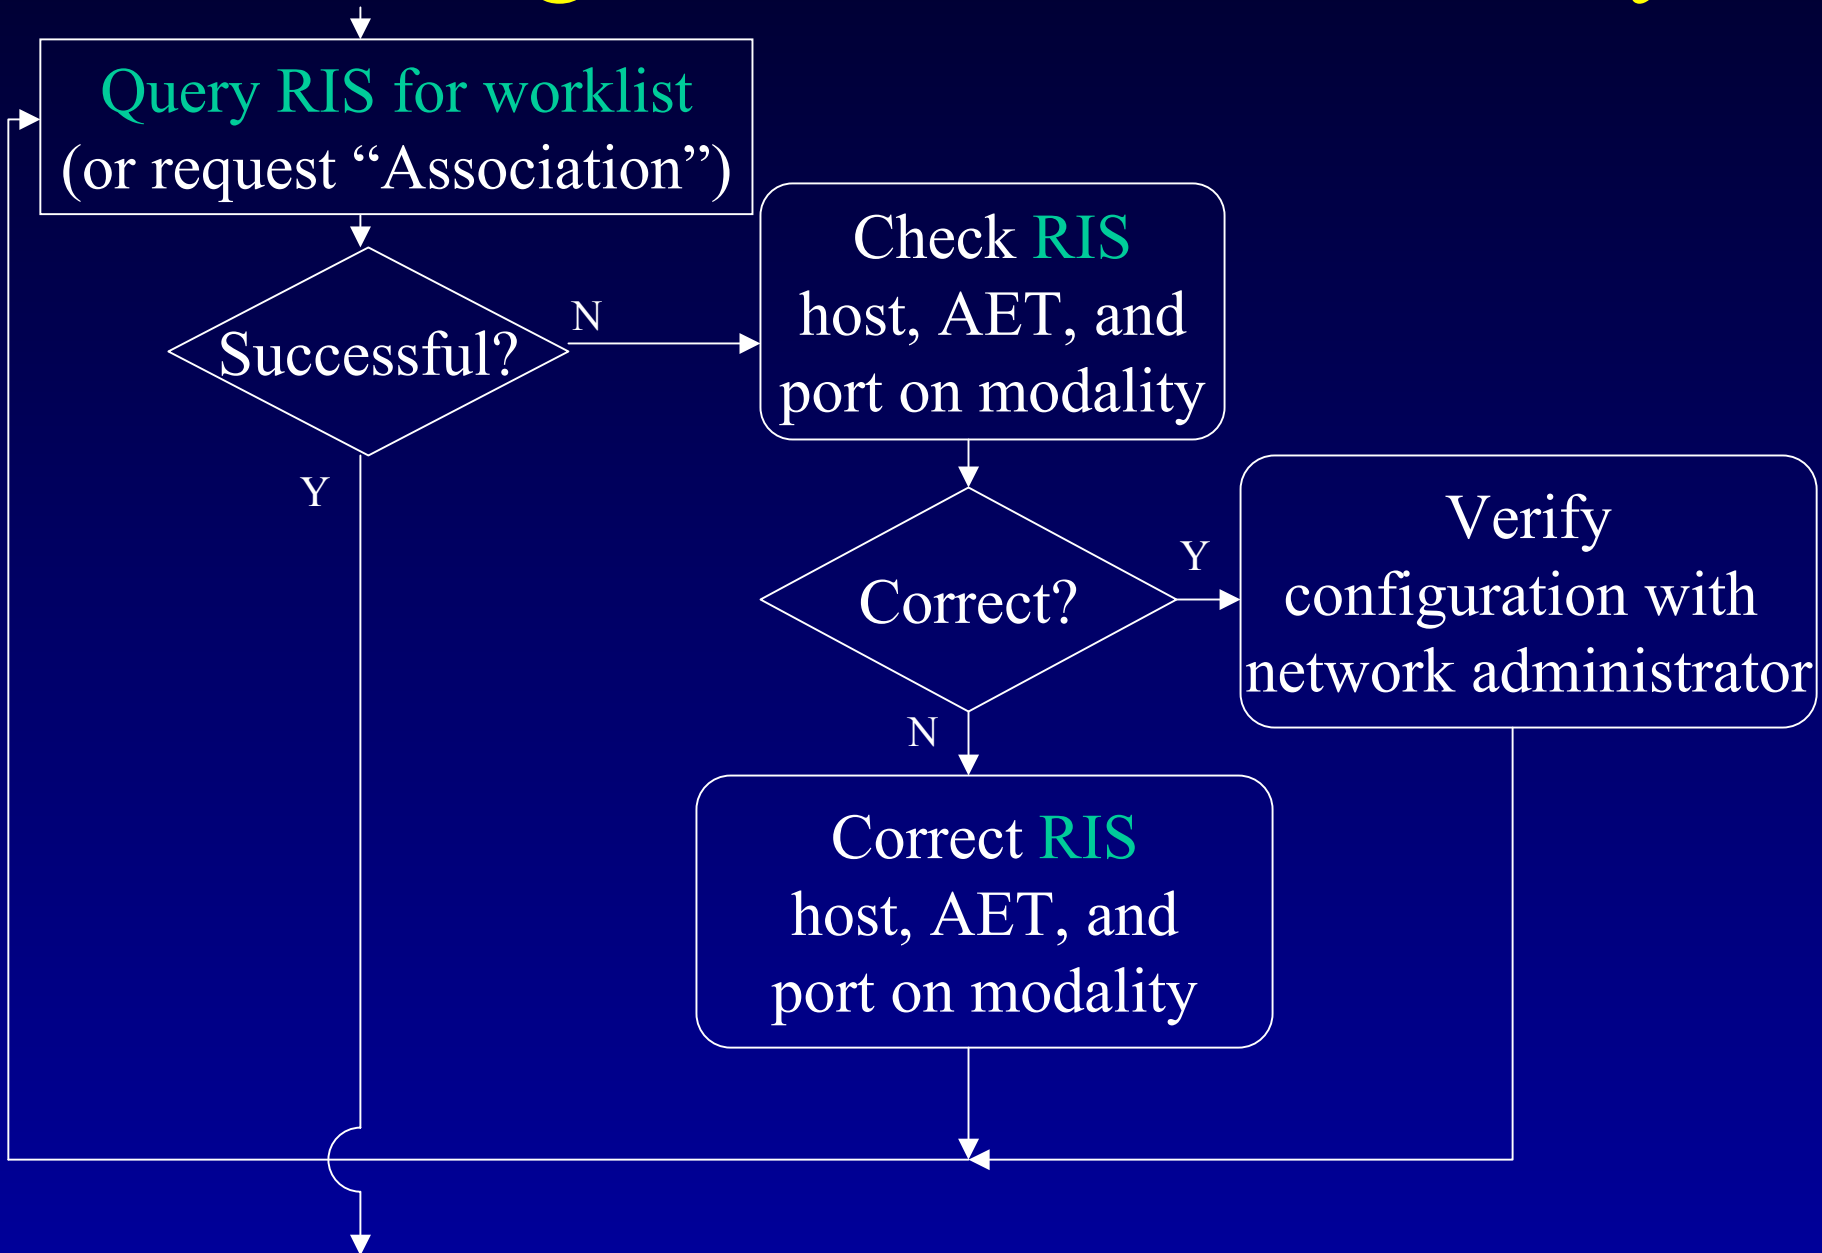 Query RIS for worklist
(or request “Association”)
Successful?
N
Y
Check RIS
host, AET, and
port on modality
Correct?
Y
N
Verify
configuration with
network administrator
Correct RIS
host, AET, and
port on modality